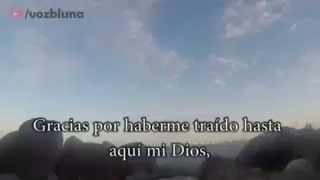 /vozbluna
Gracias por haberme traído hasta
aquí mi Dios,